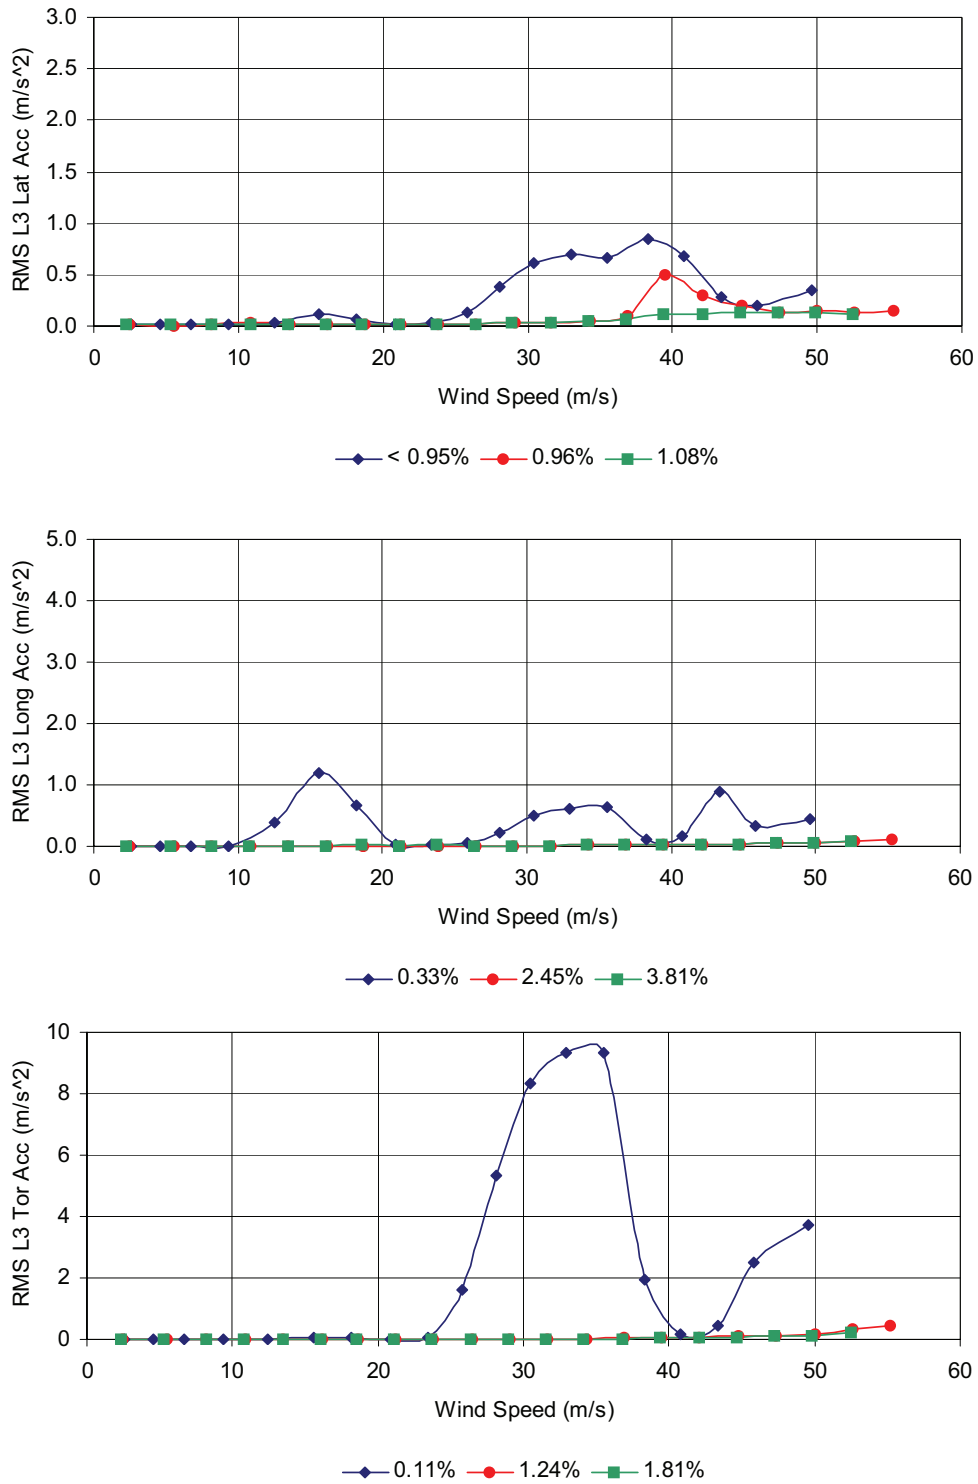 3.0
2.5
2.0
1.5
1.0
0.5
0.0
RMS L3 Lat Acc (m/s^2)
0 10 20 30 40 50 60
Wind Speed (m/s)
< 0.95% 0.96% 1.08%
5.0
4.0
3.0
2.0
1.0
0.0
RMS L3 Long Acc (m/s^2)
0 10 20 30 40 50 60
Wind Speed (m/s)
0.33% 2.45% 3.81%
10
8
6
4
2
0
RMS L3 Tor Acc (m/s^2)
0 10 20 30 40 50 60
Wind Speed (m/s)
0.11% 1.24% 1.81%